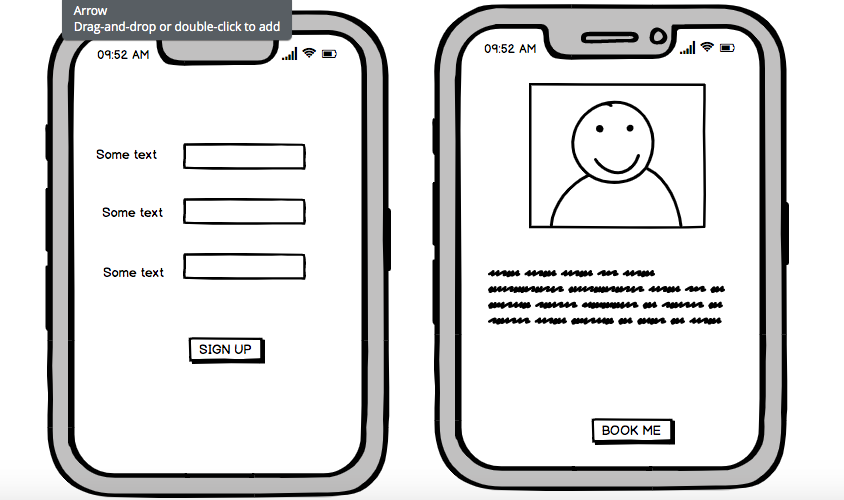 Arrow
Drag-and-drop or double-click to add
09:52 AM
Some text
Some text
Some text
SIGN UP
09:52 AM
BOOK ME